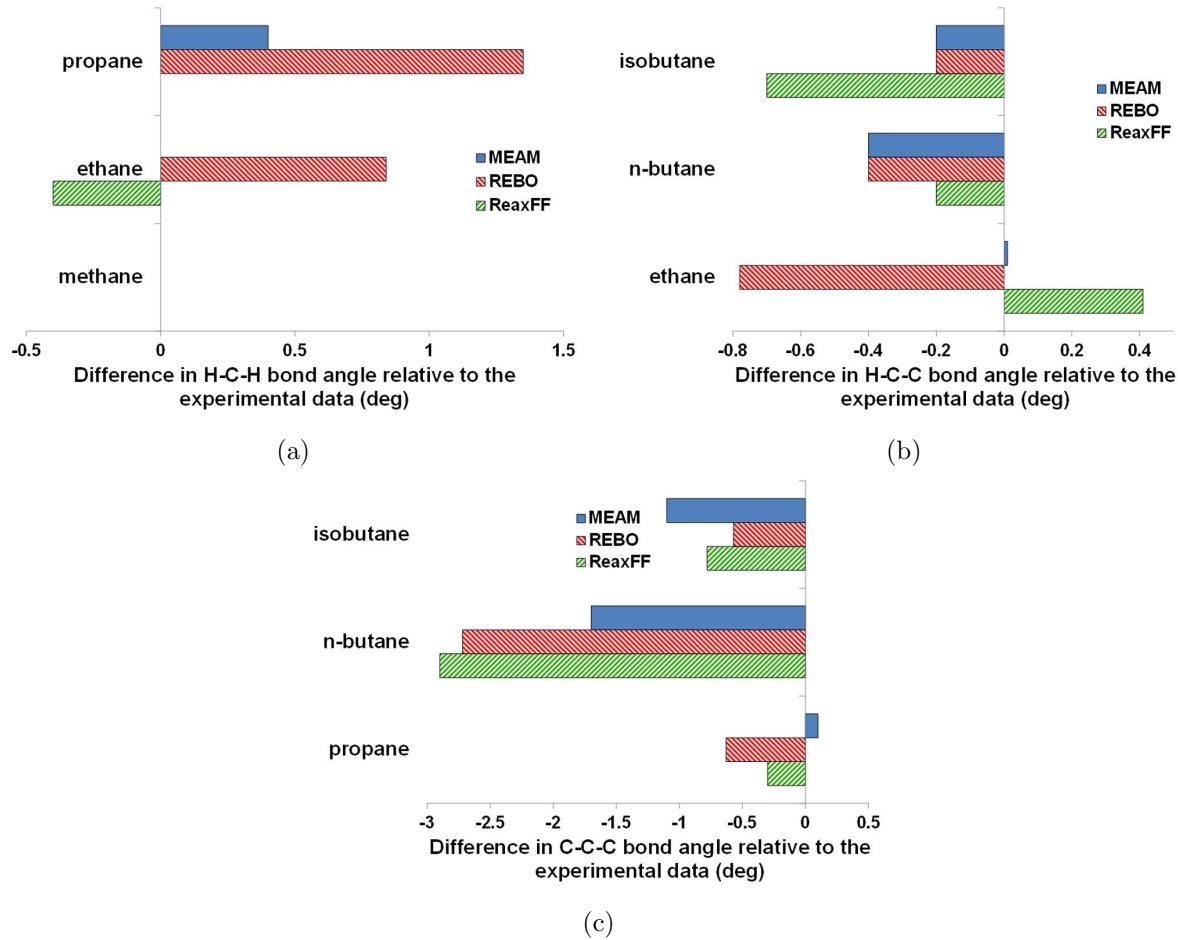 propane
ethane
methane
MEAM
REBO
ReaxFF
-0.5 0 0.5 1 1.5
Difference in H-C-H bond angle relative to the
experimental data (deg)
(a)
isobutane
n-butane
ethane
MEAM
REBO
ReaxFF
-0.8 -0.6 -0.4 -0.2 0 0.2 0.4
Difference in H-C-C bond angle relative to the
experimental data (deg)
(b)
isobutane
n-butane
propane
MEAM
REBO
ReaxFF
-3 -2.5 -2 -1.5 -1 -0.5 0 0.5
Difference in C-C-C bond angle relative to the
experimental data (deg)
(c)